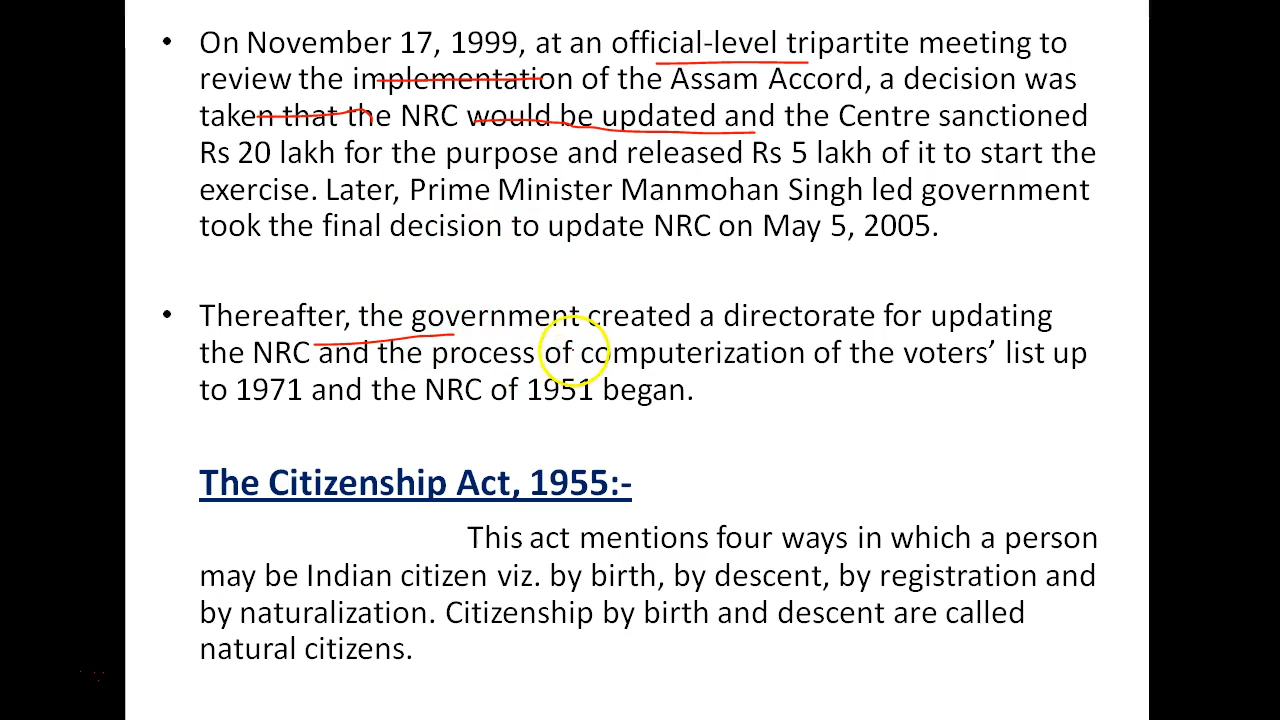 • On November 17, 1999, at an official-level tripartite meeting to
review the implementation of the Assam Accord, a decision was
taken that the NRC would be updated and the Centre sanctioned
Rs 20 lakh for the purpose and released Rs 5 lakh of it to start the
exercise. Later, Prime Minister Manmohan Singh led government
took the final decision to update NRC on May 5, 2005.
• Thereafter, the government created a directorate for updating
the NRC and the process of computerization of the voters’ list up
to 1971 and the NRC of 1951 began.
The Citizenship Act, 1955:-
This act mentions four ways in which a person
may be Indian citizen viz. by birth, by descent, by registration and
by naturalization. Citizenship by birth and descent are called
natural citizens.